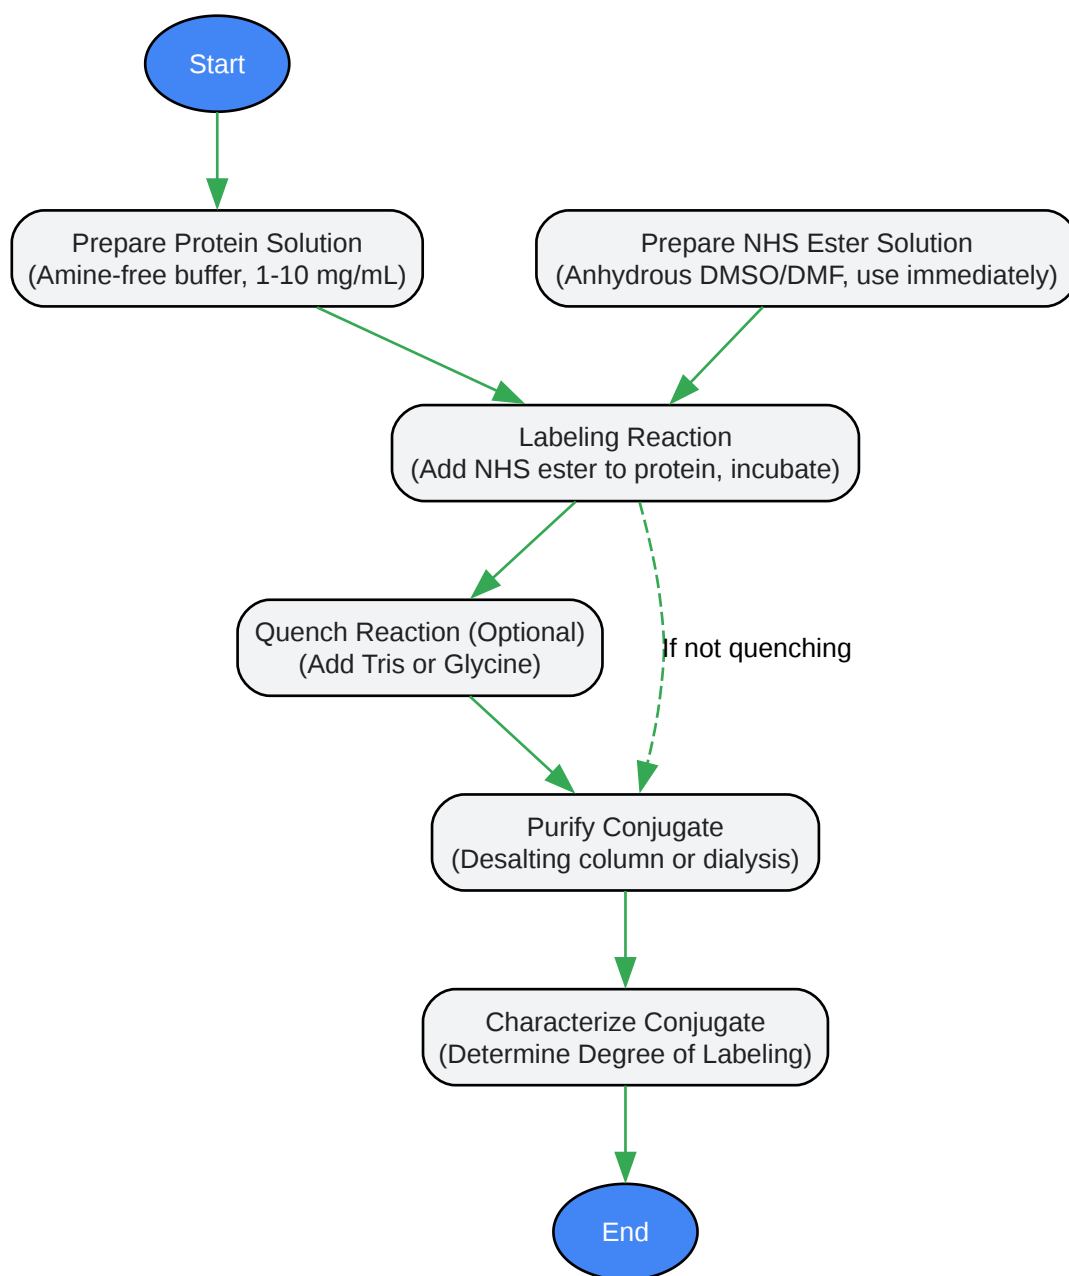 Start
Prepare Protein Solution
(Amine-free buffer, 1-10 mg/mL)
Prepare NHS Ester Solution
(Anhydrous DMSO/DMF, use immediately)
Labeling Reaction
(Add NHS ester to protein, incubate)
Quench Reaction (Optional)
(Add Tris or Glycine)
If not quenching
Purify Conjugate
(Desalting column or dialysis)
Characterize Conjugate
(Determine Degree of Labeling)
End